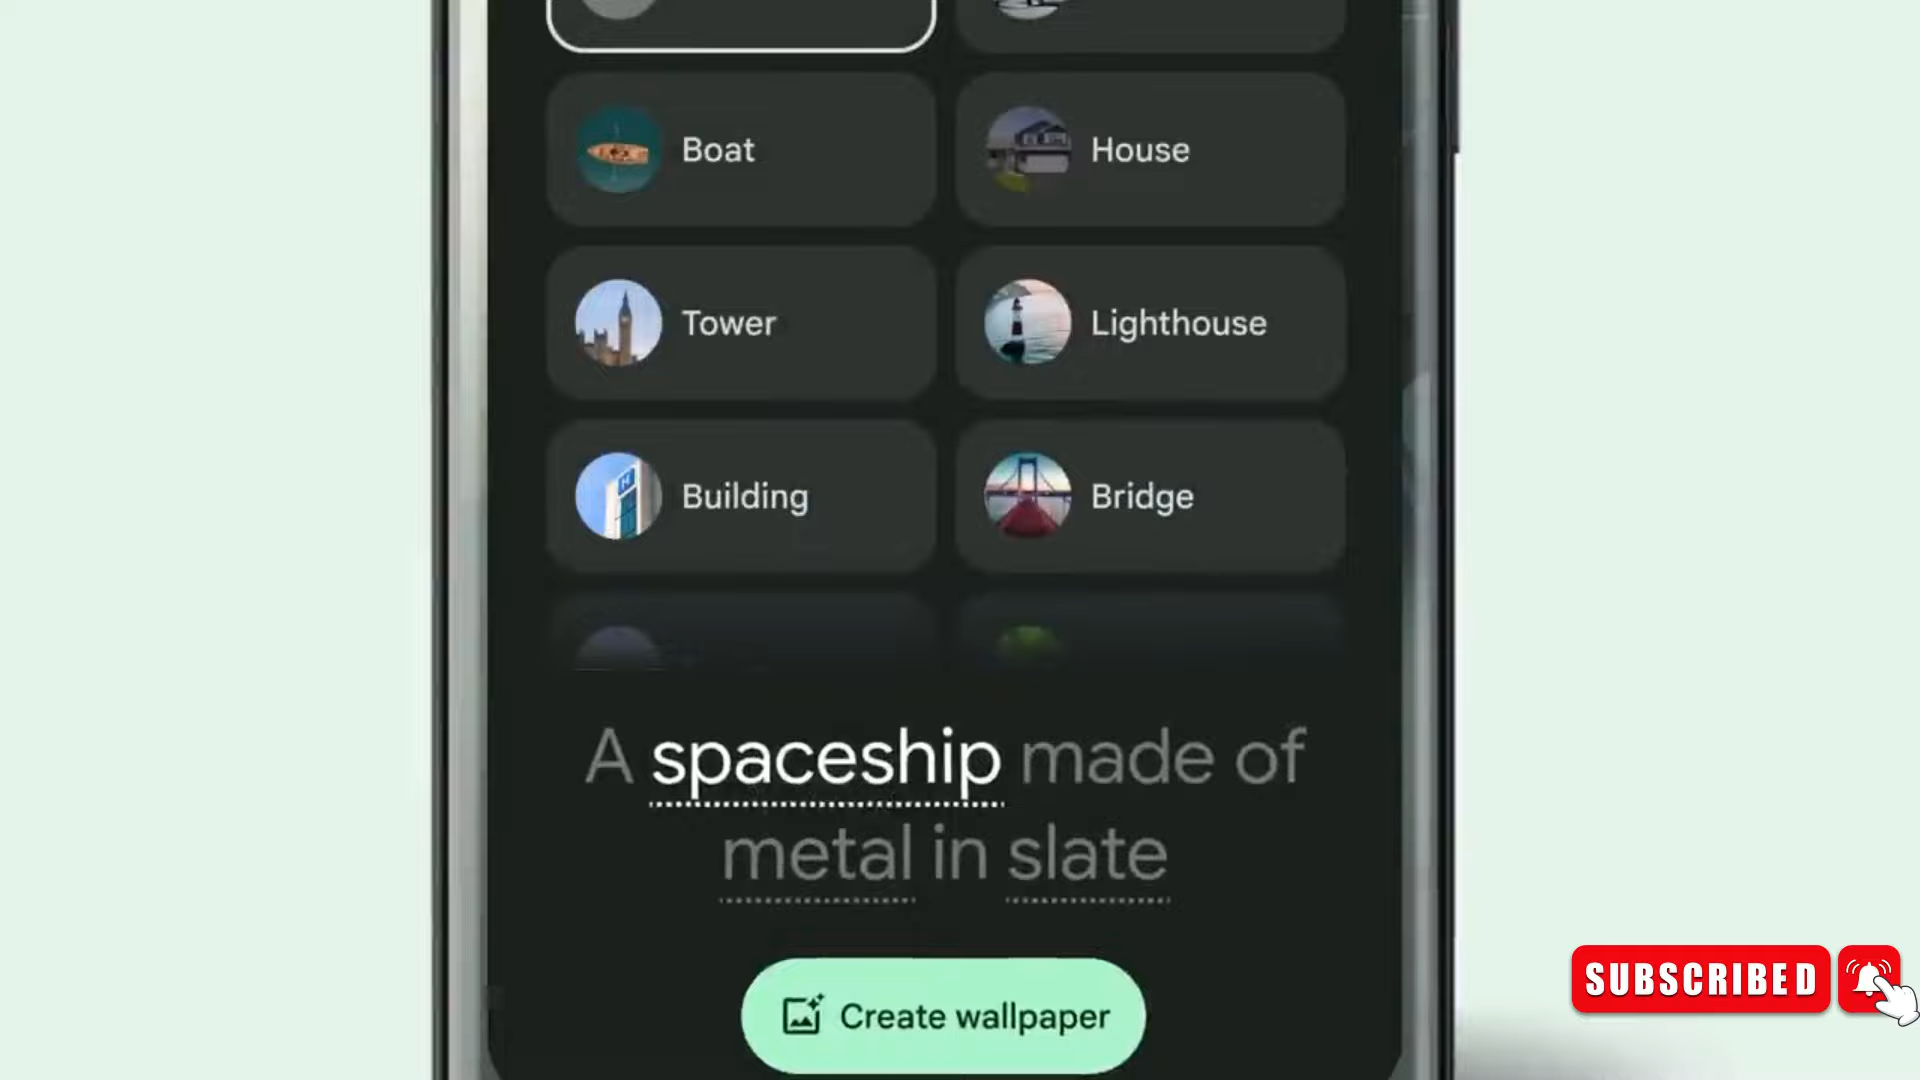 Boat
House
Tower
Lighthouse
Building
Bridge
A spaceship made of
metal in slate
Create wallpaper
SUBSCRIBED